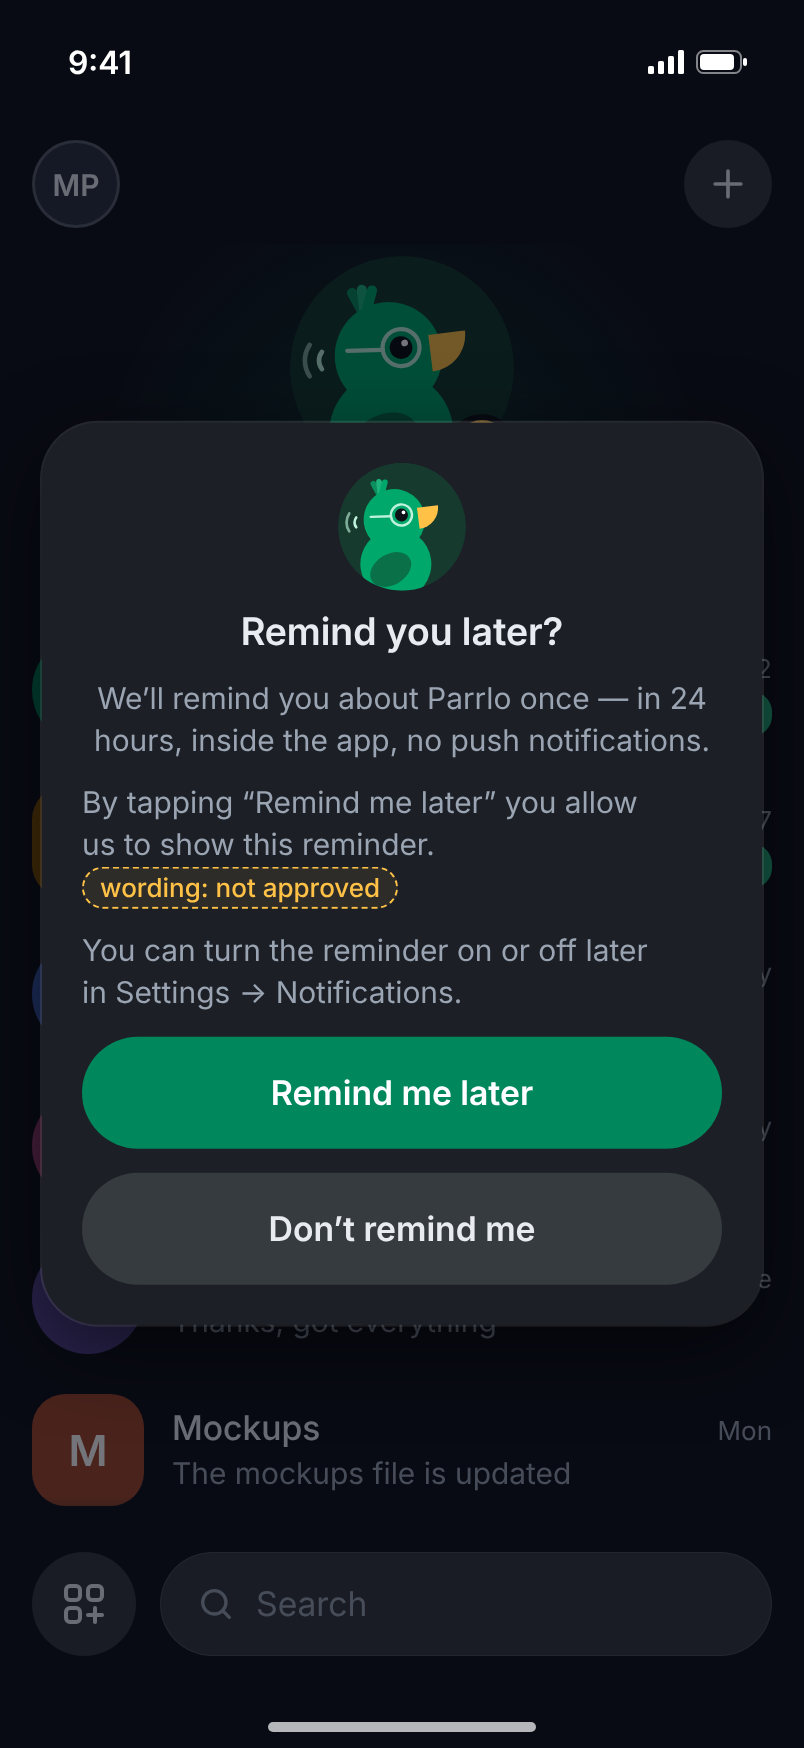 9:41
MP
Remind you later?
We’ll remind you about Parrlo once — in 24
hours, inside the app, no push notifications.
By tapping “Remind me later” you allow
us to show this reminder.
wording: not approved
You can turn the reminder on or off later
in Settings → Notifications.
Remind me later
Don’t remind me
Thanks, got everything
Mockups
Mon
M
The mockups file is updated
Search